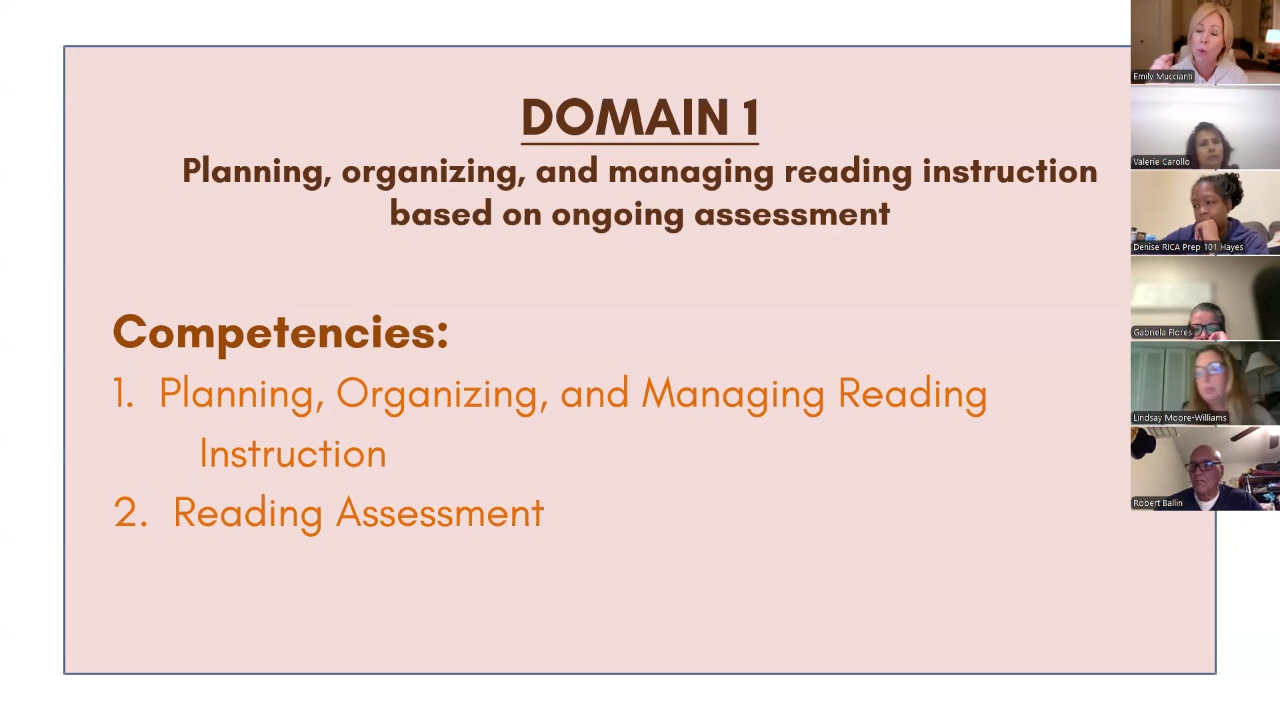 DOMAIN 1
Planning, organizing, and managing reading instruction
based on ongoing assessment
Competencies:
1. Planning, Organizing, and Managing Reading
Instruction
2. Reading Assessment
Emily Muccianti
Valerie Carollo
Denise RICA Prep 101 Hayes
Gabriela Flores
Lindsay Moore-Williams
Robert Ballin